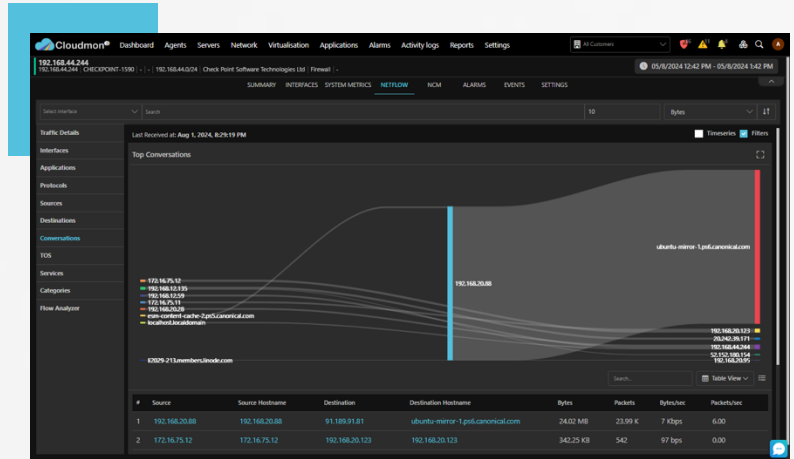 Cloudmon Dashboard Agents Servers Network Virtualisation Applications Alarms Activity logs Reports Settings All Customers
192.168.44.244
192.168.44.244 | CHECKPOINT-1590 | - | - | 192.168.44.0/24 | Check Point Software Technologies Ltd | Firewall | -
05/8/2024 12:42 PM - 05/8/2024 1:42 PM
SUMMARY INTERFACES SYSTEM METRICS NETFLOW NCM ALARMS EVENTS SETTINGS
Select Interface Search 10 Bytes
Traffic Details
Interfaces
Applications
Protocols
Sources
Destinations
Conversations
TOS
Services
Categories
Flow Analyzer
Last Received at: Aug 1, 2024, 8:29:19 PM
Timeseries Filters
Top Conversations
ubuntu-mirror-1.ps6.canonical.com
172.16.75.12
192.168.12.135
192.168.12.59
172.16.75.11
192.168.20.20
esm-content-cache-2.ps5.canonical.com
localhost.localdomain
192.168.20.88
192.168.20.123
20.242.39.171
192.168.44.244
52.152.180.154
192.168.20.95
li2029-213.members.linode.com
Search... Table View
# Source Source Hostname Destination Destination Hostname Bytes Packets Bytes/sec Packets/sec
1 192.168.20.88 192.168.20.88 91.189.91.81 ubuntu-mirror-1.ps6.canonical.com 24.02 MB 23.99 K 7 Kbps 6.00
2 172.16.75.12 172.16.75.12 192.168.20.123 192.168.20.123 342.25 KB 542 97 bps 0.00